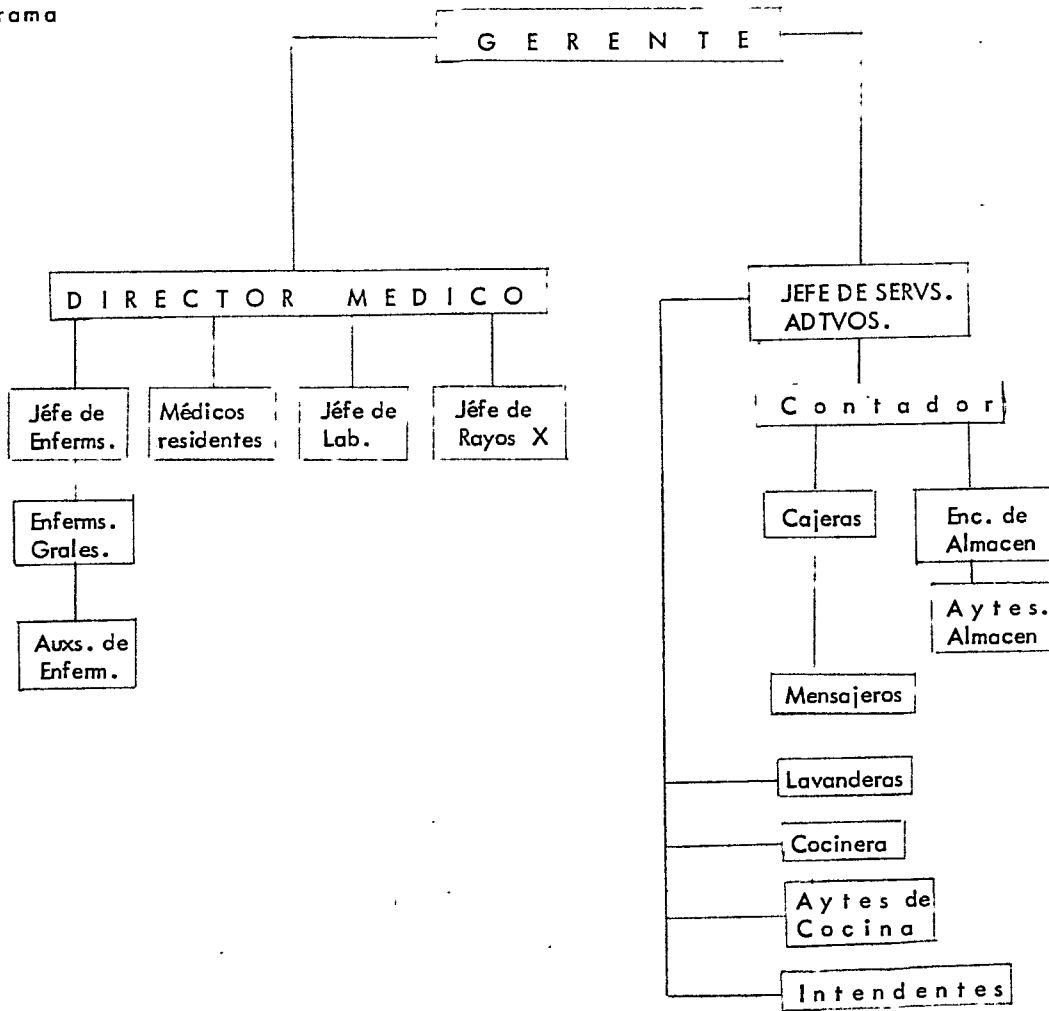 rama
G E R E N T E
D I R E C T O R M E D I C O
JEFE DE SERVS.
ADTVOS.
Jéfe de
Enferms.
Médicos
residentes
Jéfe de
Lab.
Jéfe de
Rayos X
C o n t a d o r
Enferms.
Grales.
Cajeras
Enc. de
Almacen
Auxs. de
Enferm.
A y t e s .
Almacen
Mensajeros
Lavanderas
Cocinera
A y t e s de
C o c i n a
I n t e n d e n t e s